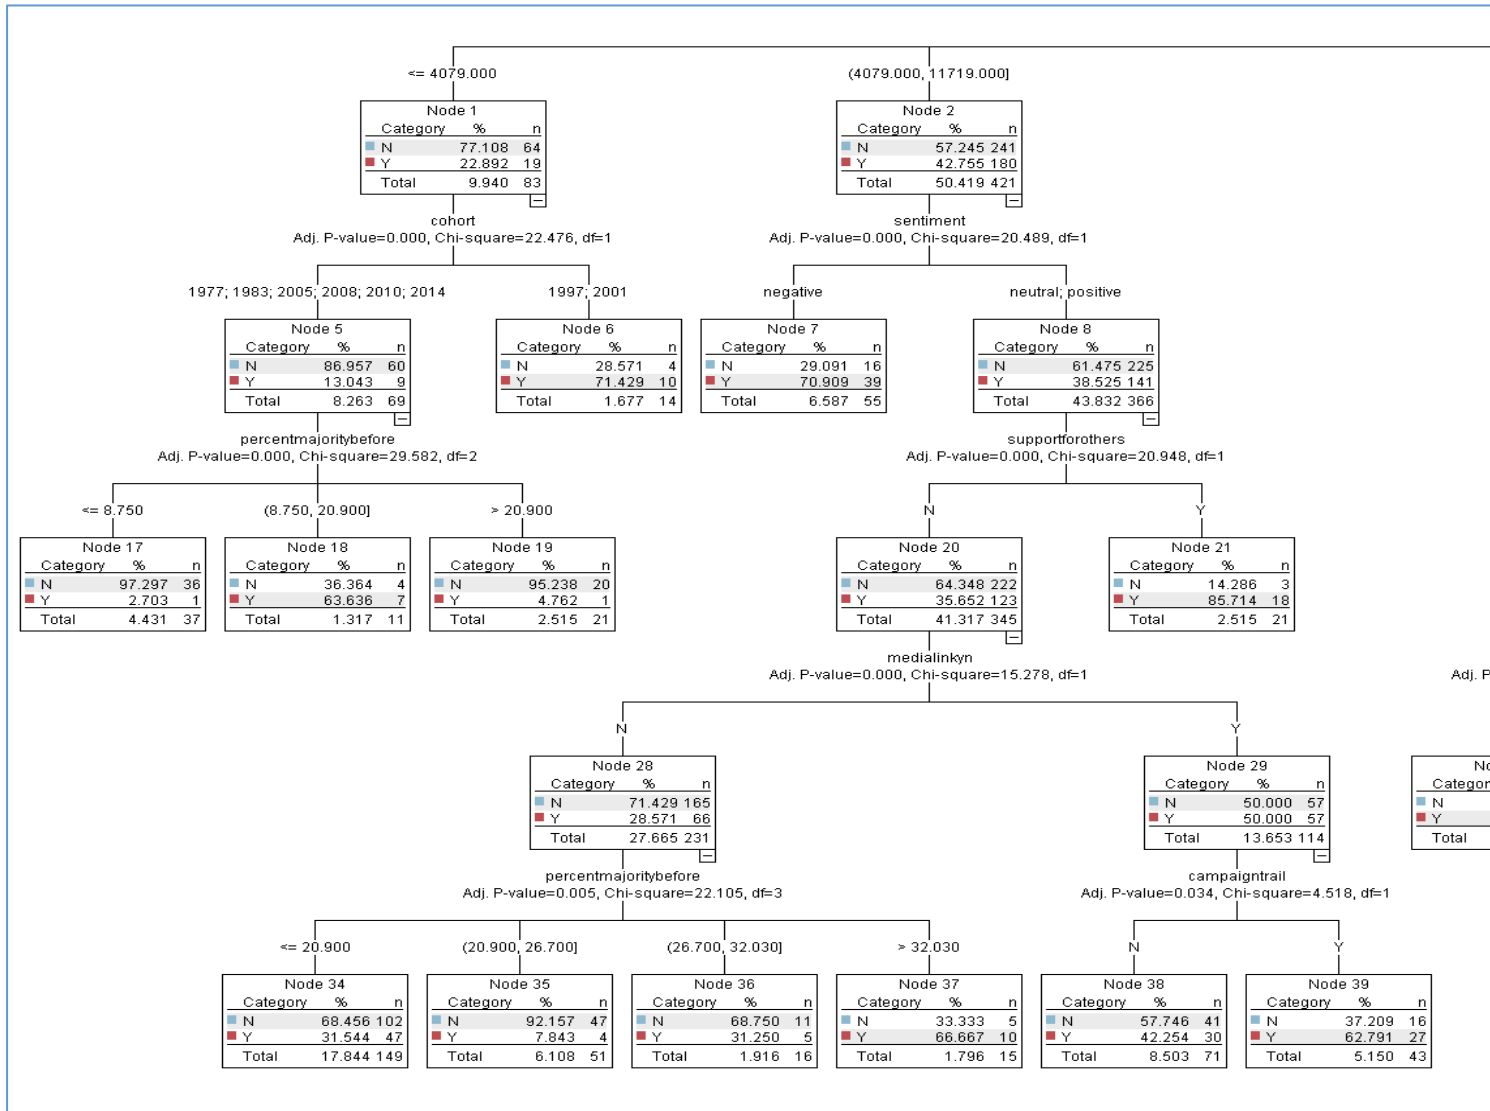 <= 4079.000
(4079.000, 11719.000]
Node 1
Category % n
N 77.108 64
Y 22.892 19
Total 9.940 83
Node 2
Category % n
N 57.245 241
Y 42.755 180
Total 50.419 421
cohort
Adj. P-value=0.000, Chi-square=22.476, df=1
sentiment
Adj. P-value=0.000, Chi-square=20.489, df=1
1977; 1983; 2005; 2008; 2010; 2014
1997; 2001
negative
neutral; positive
Node 5
Category % n
N 86.957 60
Y 13.043 9
Total 8.263 69
Node 6
Category % n
N 28.571 4
Y 71.429 10
Total 1.677 14
Node 7
Category % n
N 29.091 16
Y 70.909 39
Total 6.587 55
Node 8
Category % n
N 61.475 225
Y 38.525 141
Total 43.832 366
percentmajoritybefore
Adj. P-value=0.000, Chi-square=29.582, df=2
supportforothers
Adj. P-value=0.000, Chi-square=20.948, df=1
<= 8.750
(8.750, 20.900]
> 20.900
N
Y
Node 17
Category % n
N 97.297 36
Y 2.703 1
Total 4.431 37
Node 18
Category % n
N 36.364 4
Y 63.636 7
Total 1.317 11
Node 19
Category % n
N 95.238 20
Y 4.762 1
Total 2.515 21
Node 20
Category % n
N 64.348 222
Y 35.652 123
Total 41.317 345
Node 21
Category % n
N 14.286 3
Y 85.714 18
Total 2.515 21
medialinkyn
Adj. P-value=0.000, Chi-square=15.278, df=1
Adj. P
N
Y
Node 28
Category % n
N 71.429 165
Y 28.571 66
Total 27.665 231
Node 29
Category % n
N 50.000 57
Y 50.000 57
Total 13.653 114
No
Categor
N
Y
Total
percentmajoritybefore
Adj. P-value=0.005, Chi-square=22.105, df=3
campaigntrail
Adj. P-value=0.034, Chi-square=4.518, df=1
<= 20.900
(20.900, 26.700]
(26.700, 32.030]
> 32.030
N
Y
Node 34
Category % n
N 68.456 102
Y 31.544 47
Total 17.844 149
Node 35
Category % n
N 92.157 47
Y 7.843 4
Total 6.108 51
Node 36
Category % n
N 68.750 11
Y 31.250 5
Total 1.916 16
Node 37
Category % n
N 33.333 5
Y 66.667 10
Total 1.796 15
Node 38
Category % n
N 57.746 41
Y 42.254 30
Total 8.503 71
Node 39
Category % n
N 37.209 16
Y 62.791 27
Total 5.150 43